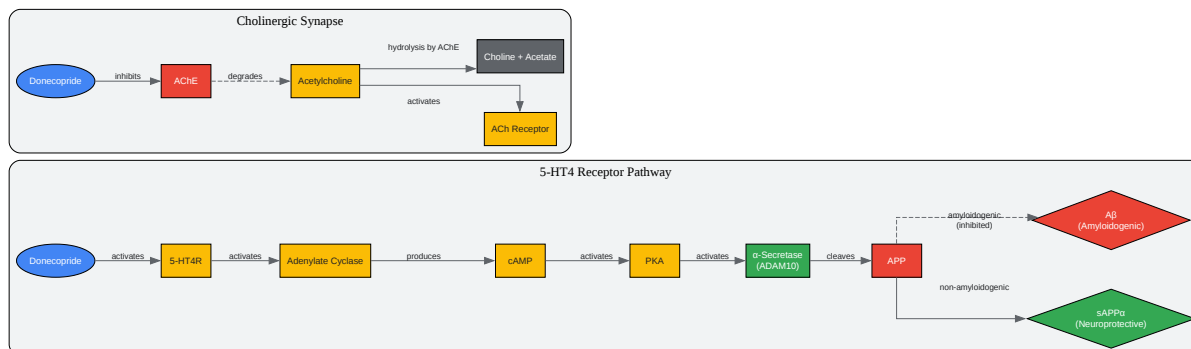 Cholinergic Synapse
hydrolysis by AChE
Choline + Acetate
Donecopride
inhibits
AChE
degrades
Acetylcholine
activates
ACh Receptor
5-HT4 Receptor Pathway
amyloidogenic
(inhibited)
Aβ
(Amyloidogenic)
Donecopride
activates
5-HT4R
activates
Adenylate Cyclase
produces
cAMP
activates
PKA
activates
α-Secretase
(ADAM10)
cleaves
APP
non-amyloidogenic
sAPPα
(Neuroprotective)